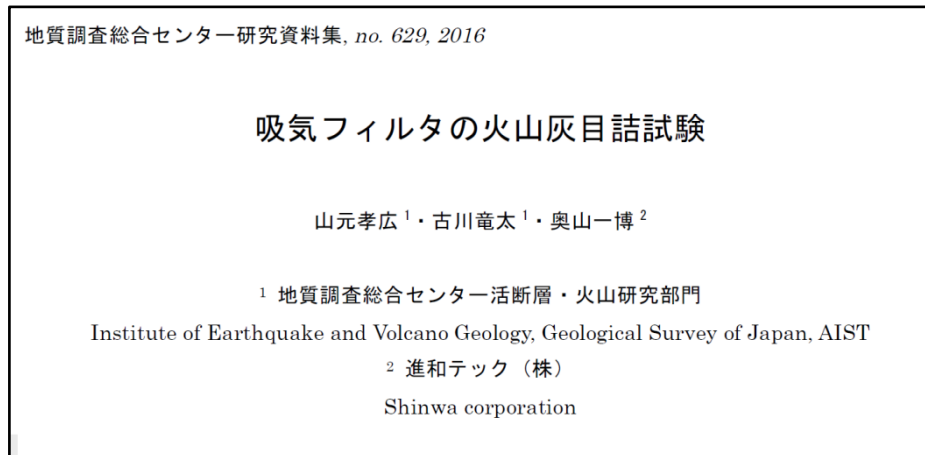 地質調査総合センター研究資料集, no. 629, 2016
吸気フィルタの火山灰目詰試験
山元孝広 1・古川竜太 1・奥山一博 2
1 地質調査総合センター活断層・火山研究部門
Institute of Earthquake and Volcano Geology, Geological Survey of Japan, AIST
2 進和テック（株）
Shinwa corporation